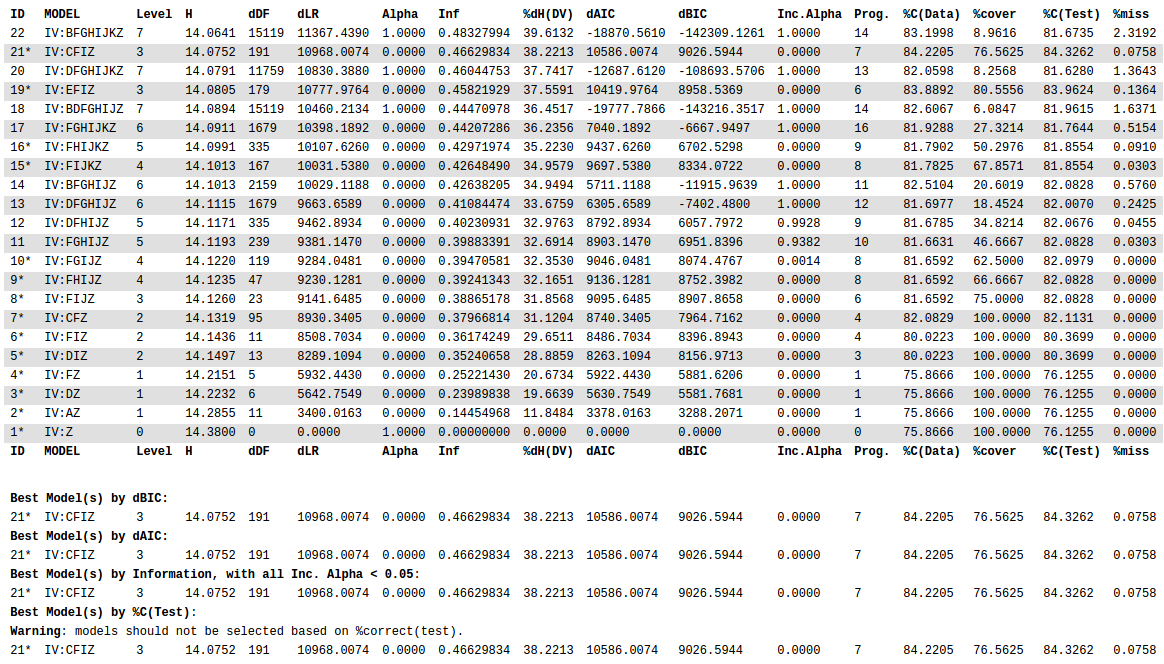 ID MODEL Level H dDF dLR Alpha Inf %dH(DV) dAIC dBIC Inc.Alpha Prog. %C(Data) %cover %C(Test) %miss
22 IV:BFGHIJKZ 7 14.0641 15119 11367.4390 1.0000 0.48327994 39.6132 -18870.5610 -142309.1261 1.0000 14 83.1998 8.9616 81.6735 2.3192
21* IV:CFIZ 3 14.0752 191 10968.0074 0.0000 0.46629834 38.2213 10586.0074 9026.5944 0.0000 7 84.2205 76.5625 84.3262 0.0758
20 IV:DFGHIJKZ 7 14.0791 11759 10830.3880 1.0000 0.46044753 37.7417 -12687.6120 -108693.5706 1.0000 13 82.0598 8.2568 81.6280 1.3643
19* IV:EFIZ 3 14.0805 179 10777.9764 0.0000 0.45821929 37.5591 10419.9764 8958.5369 0.0000 6 83.8892 80.5556 83.9624 0.1364
18 IV:BDFGHIJZ 7 14.0894 15119 10460.2134 1.0000 0.44470978 36.4517 -19777.7866 -143216.3517 1.0000 14 82.6067 6.0847 81.9615 1.6371
17 IV:FGHIJKZ 6 14.0911 1679 10398.1892 0.0000 0.44207286 36.2356 7040.1892 -6667.9497 1.0000 16 81.9288 27.3214 81.7644 0.5154
16* IV:FHIJKZ 5 14.0991 335 10107.6260 0.0000 0.42971974 35.2230 9437.6260 6702.5298 0.0000 9 81.7902 50.2976 81.8554 0.0910
15* IV:FIJKZ 4 14.1013 167 10031.5380 0.0000 0.42648490 34.9579 9697.5380 8334.0722 0.0000 8 81.7825 67.8571 81.8554 0.0303
14 IV:BFGHIJZ 6 14.1013 2159 10029.1188 0.0000 0.42638205 34.9494 5711.1188 -11915.9639 1.0000 11 82.5104 20.6019 82.0828 0.5760
13 IV:DFGHIJZ 6 14.1115 1679 9663.6589 0.0000 0.41084474 33.6759 6305.6589 -7402.4800 1.0000 12 81.6977 18.4524 82.0070 0.2425
12 IV:DFHIJZ 5 14.1171 335 9462.8934 0.0000 0.40230931 32.9763 8792.8934 6057.7972 0.9928 9 81.6785 34.8214 82.0676 0.0455
11 IV:FGHIJZ 5 14.1193 239 9381.1470 0.0000 0.39883391 32.6914 8903.1470 6951.8396 0.9382 10 81.6631 46.6667 82.0828 0.0303
10* IV:FGIJZ 4 14.1220 119 9284.0481 0.0000 0.39470581 32.3530 9046.0481 8074.4767 0.0014 8 81.6592 62.5000 82.0979 0.0000
9* IV:FHIJZ 4 14.1235 47 9230.1281 0.0000 0.39241343 32.1651 9136.1281 8752.3982 0.0000 8 81.6592 66.6667 82.0828 0.0000
8* IV:FIJZ 3 14.1260 23 9141.6485 0.0000 0.38865178 31.8568 9095.6485 8907.8658 0.0000 6 81.6592 75.0000 82.0828 0.0000
7* IV:CFZ 2 14.1319 95 8930.3405 0.0000 0.37966814 31.1204 8740.3405 7964.7162 0.0000 4 82.0829 100.0000 82.1131 0.0000
6* IV:FIZ 2 14.1436 11 8508.7034 0.0000 0.36174249 29.6511 8486.7034 8396.8943 0.0000 4 80.0223 100.0000 80.3699 0.0000
5* IV:DIZ 2 14.1497 13 8289.1094 0.0000 0.35240658 28.8859 8263.1094 8156.9713 0.0000 3 80.0223 100.0000 80.3699 0.0000
4* IV:FZ 1 14.2151 5 5932.4430 0.0000 0.25221430 20.6734 5922.4430 5881.6206 0.0000 1 75.8666 100.0000 76.1255 0.0000
3* IV:DZ 1 14.2232 6 5642.7549 0.0000 0.23989838 19.6639 5630.7549 5581.7681 0.0000 1 75.8666 100.0000 76.1255 0.0000
2* IV:AZ 1 14.2855 11 3400.0163 0.0000 0.14454968 11.8484 3378.0163 3288.2071 0.0000 1 75.8666 100.0000 76.1255 0.0000
1* IV:Z 0 14.3800 0 0.0000 1.0000 0.00000000 0.0000 0.0000 0.0000 0.0000 0 75.8666 100.0000 76.1255 0.0000
ID MODEL Level H dDF dLR Alpha Inf %dH(DV) dAIC dBIC Inc.Alpha Prog. %C(Data) %cover %C(Test) %miss
Best Model(s) by dBIC:
21* IV:CFIZ 3 14.0752 191 10968.0074 0.0000 0.46629834 38.2213 10586.0074 9026.5944 0.0000 7 84.2205 76.5625 84.3262 0.0758
Best Model(s) by dAIC:
21* IV:CFIZ 3 14.0752 191 10968.0074 0.0000 0.46629834 38.2213 10586.0074 9026.5944 0.0000 7 84.2205 76.5625 84.3262 0.0758
Best Model(s) by Information, with all Inc. Alpha < 0.05:
21* IV:CFIZ 3 14.0752 191 10968.0074 0.0000 0.46629834 38.2213 10586.0074 9026.5944 0.0000 7 84.2205 76.5625 84.3262 0.0758
Best Model(s) by %C(Test):
Warning: models should not be selected based on %correct(test).
21* IV:CFIZ 3 14.0752 191 10968.0074 0.0000 0.46629834 38.2213 10586.0074 9026.5944 0.0000 7 84.2205 76.5625 84.3262 0.0758